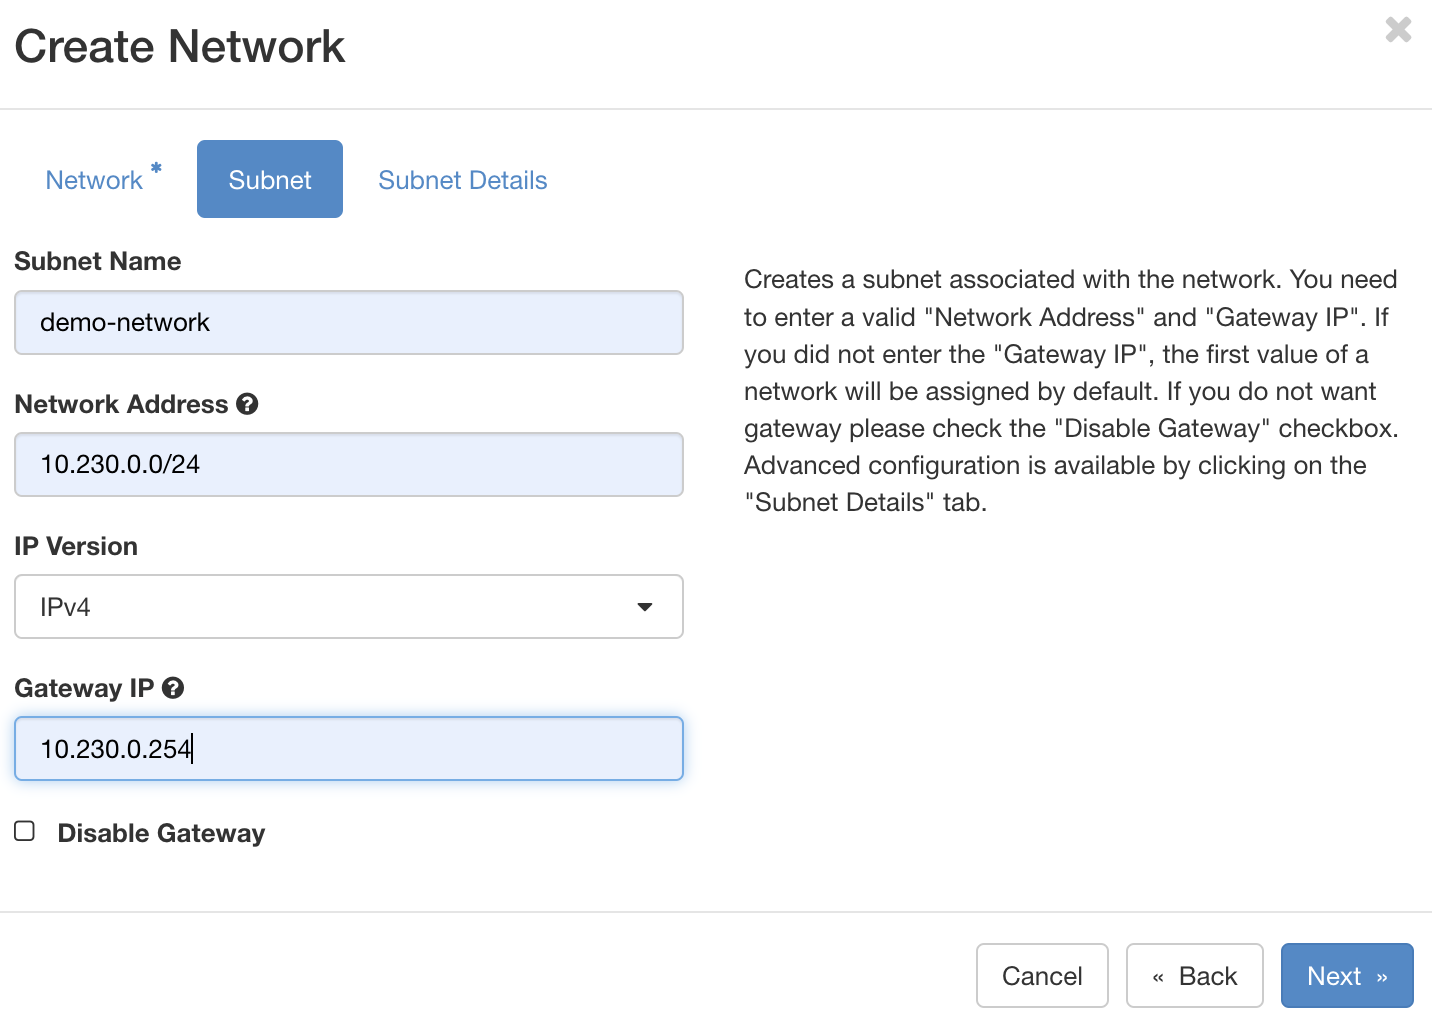 Create Network
Network *
Subnet
Subnet Details
Subnet Name
demo-network
Network Address
10.230.0.0/24
IP Version
IPv4
Gateway IP
10.230.0.254
Disable Gateway
Creates a subnet associated with the network. You need
to enter a valid "Network Address" and "Gateway IP". If
you did not enter the "Gateway IP", the first value of a
network will be assigned by default. If you do not want
gateway please check the "Disable Gateway" checkbox.
Advanced configuration is available by clicking on the
"Subnet Details" tab.
Cancel
« Back
Next »